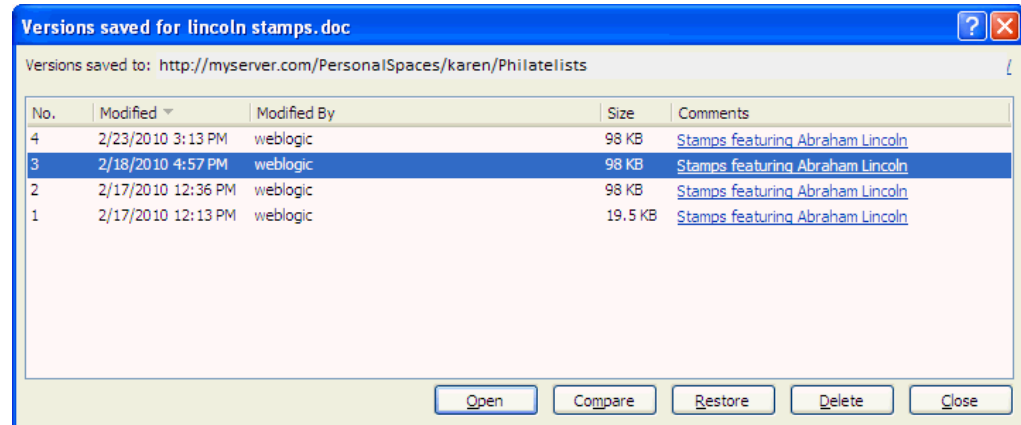 Versions saved for lincoln stamps.doc
Versions saved to: http://myserver.com/PersonalSpaces/karen/Philatelists
No. Modified Modified By Size Comments
4 2/23/2010 3:13 PM weblogic 98 KB Stamps featuring Abraham Lincoln
3 2/18/2010 4:57 PM weblogic 98 KB Stamps featuring Abraham Lincoln
2 2/17/2010 12:36 PM weblogic 98 KB Stamps featuring Abraham Lincoln
1 2/17/2010 12:13 PM weblogic 19.5 KB Stamps featuring Abraham Lincoln
Open Compare Restore Delete Close